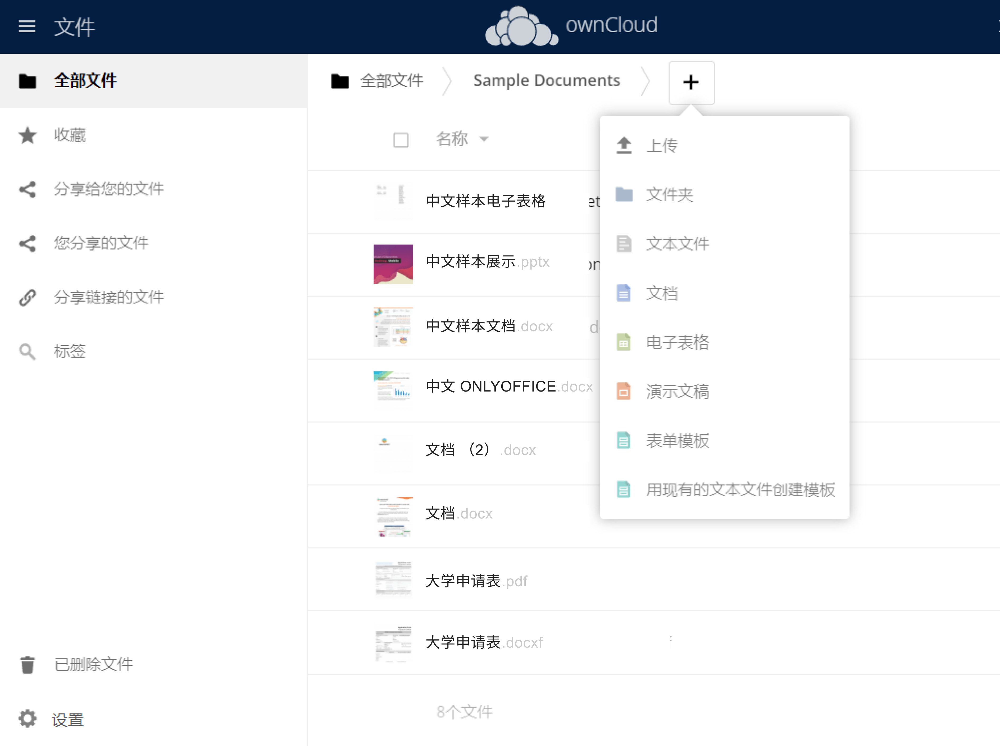 文件
ownCloud
全部文件
收藏
分享给您的文件
您分享的文件
分享链接的文件
标签
已删除文件
设置
全部文件
Sample Documents
名称
中文样本电子表格
中文样本展示.pptx
中文样本文档.docx
中文 ONLYOFFICE.docx
文档 （2） .docx
文档.docx
大学申请表.pdf
大学申请表.docxf
8个文件
上传
文件夹
文本文件
文档
电子表格
演示文稿
表单模板
用现有的文本文件创建模板